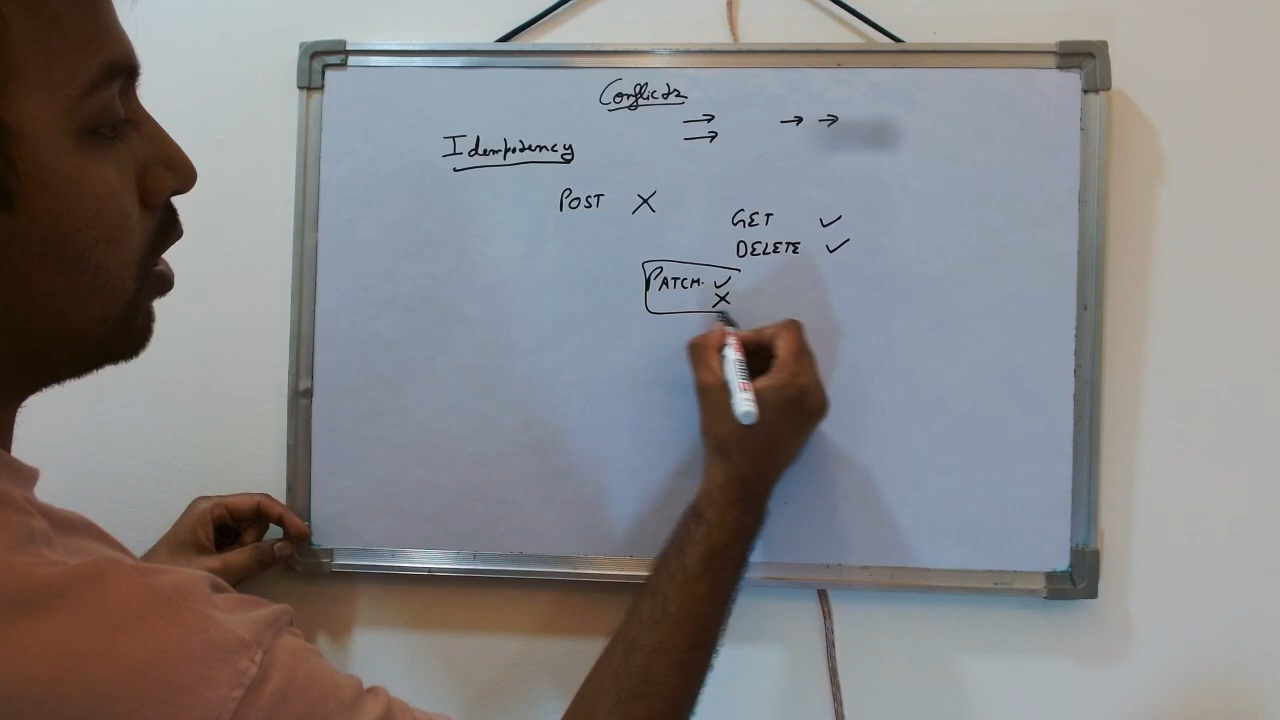 Conflicts
→ → →
Idempotency →
POST X
GET ✓
DELETE ✓
PATCH. ✓
X